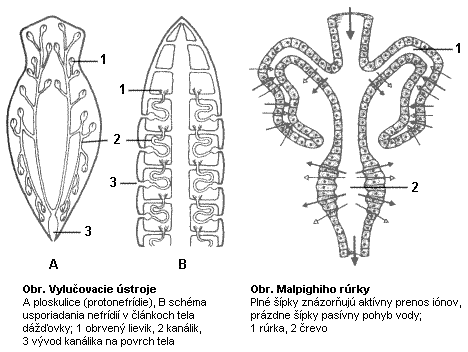 1
2
3
A
1
2
3
B
1
2
Obr. Vylučovacie ústroje
A ploskulice (protonefrídie), B schéma
usporiadania nefrídií v článkoch tela
dážďovky; 1 obrvený lievik, 2 kanálik,
3 vývod kanálika na povrch tela
Obr. Malpighiho rúrky
Plné šípky znázorňujú aktívny prenos iónov,
prázdne šípky pasívny pohyb vody;
1 rúrka, 2 črevo